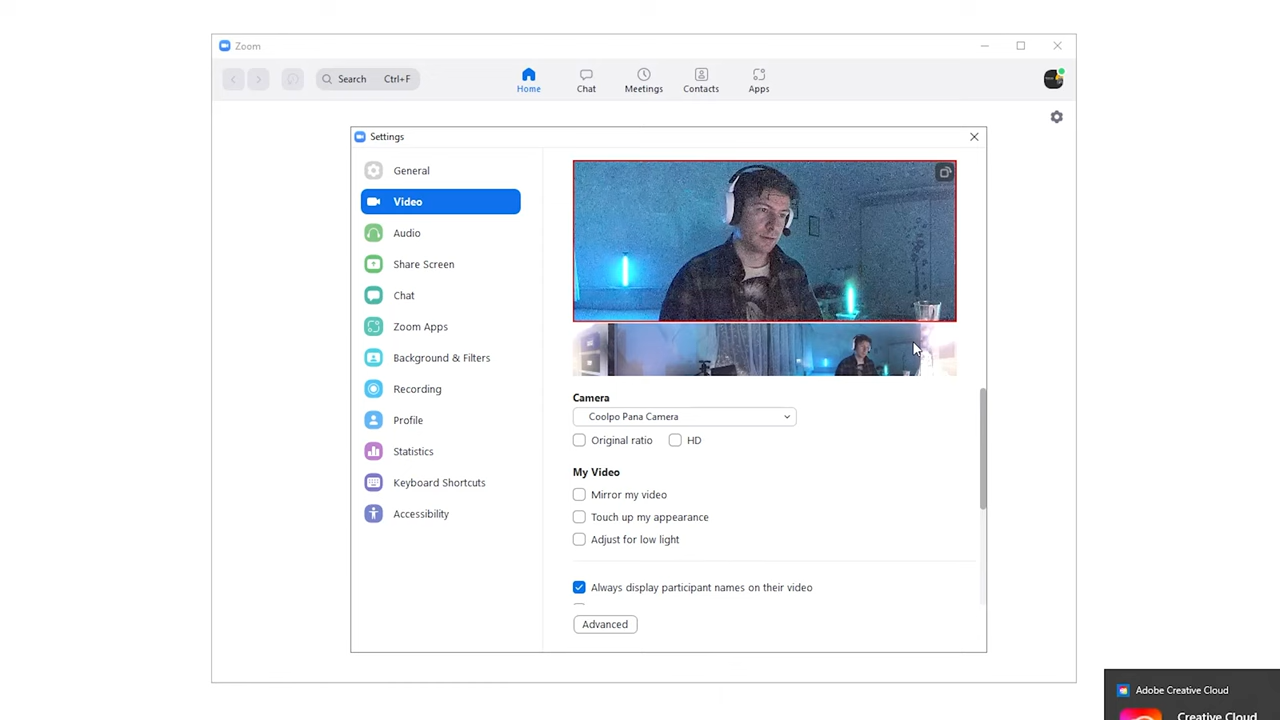 Zoom
Search Ctrl+F
Home
Chat
Meetings
Contacts
Apps
Settings
General
Video
Audio
Share Screen
Chat
Zoom Apps
Background & Filters
Recording
Profile
Statistics
Keyboard Shortcuts
Accessibility
Camera
Coolpo Pana Camera
Original ratio
HD
My Video
Mirror my video
Touch up my appearance
Adjust for low light
Always display participant names on their video
Advanced
Adobe Creative Cloud
Creative Cloud